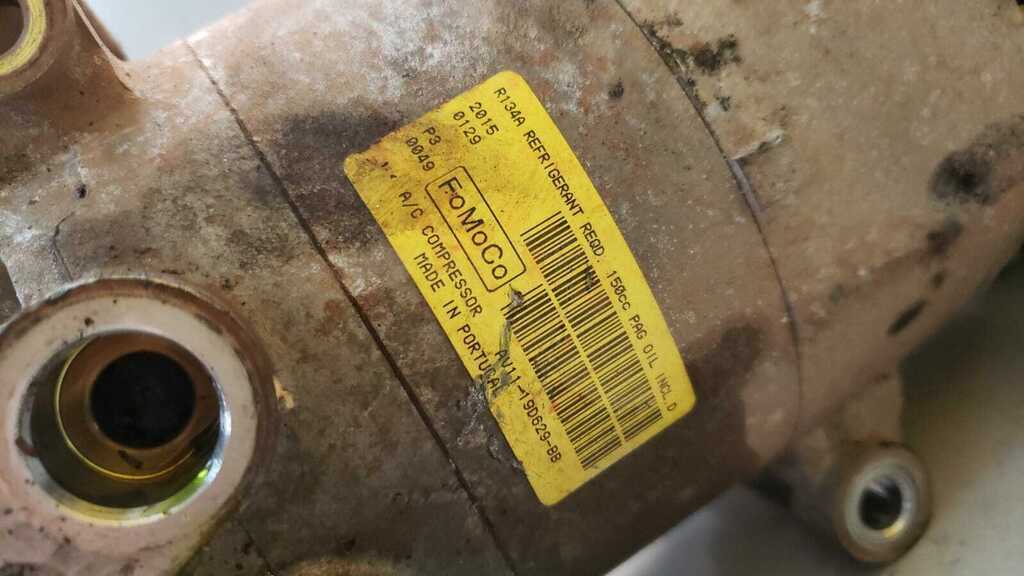 R134A REFRIGERANT REQD. 150cc PAG OIL INCL D
2015
0129
P3
0049
FoMoCo
A/C COMPRESSOR
MADE IN PORTUGAL
AV11-19D629-BB